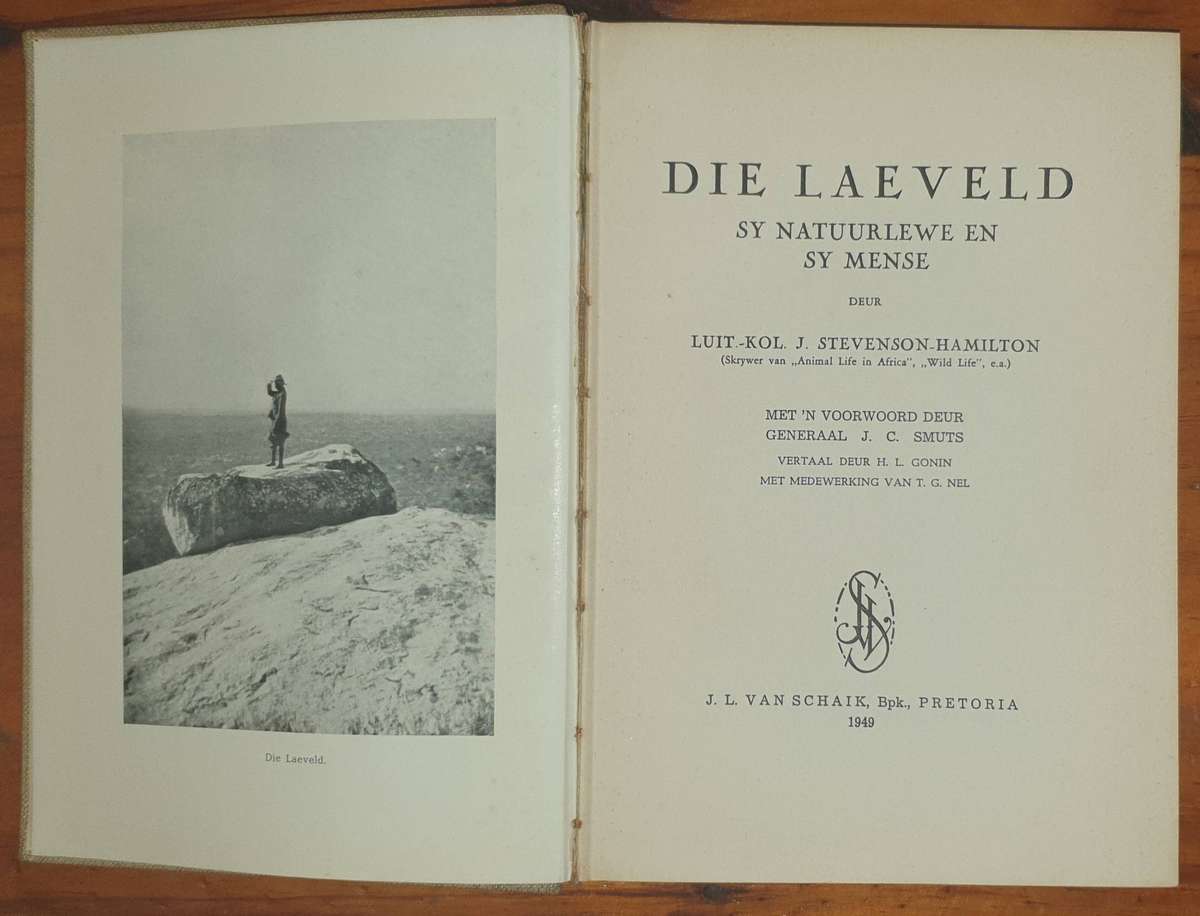 Die Laeveld.
DIE LAEVELD
SY NATUURLEWE EN
SY MENSE
DEUR
LUIT.-KOL. J. STEVENSON-HAMILTON
(Skrywer van „Animal Life in Africa", „Wild Life", e.a.)
MET 'N VOORWOORD DEUR
GENERAAL J. C. SMUTS
VERTAAL DEUR H. L. GONIN
MET MEDEWERKING VAN T. G. NEL
J. L. VAN SCHAIK, Bpk., PRETORIA
1949